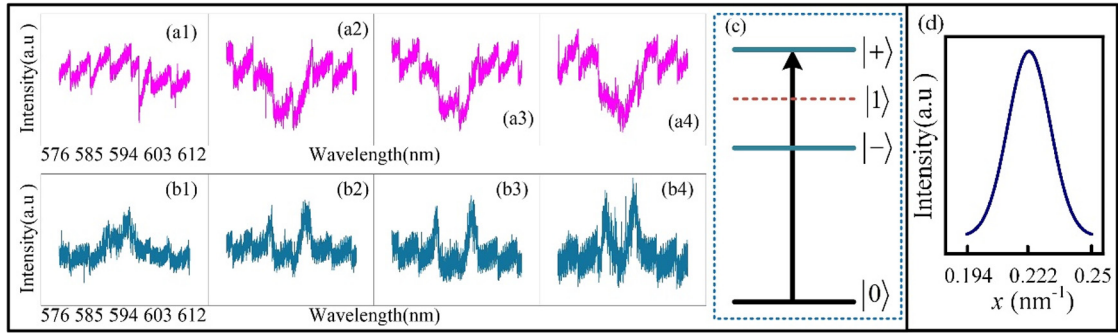 Intensity(a.u )
(a1)
(a2)
(a3)
(a4)
576 585 594 603 612
Wavelength(nm)
Intensity(a.u )
(b1)
(b2)
(b3)
(b4)
576 585 594 603 612
Wavelength(nm)
(c)
|+⟩
|1⟩
|−⟩
|0⟩
(d)
Intensity(a.u )
0.194 0.222 0.25
x (nm⁻¹)